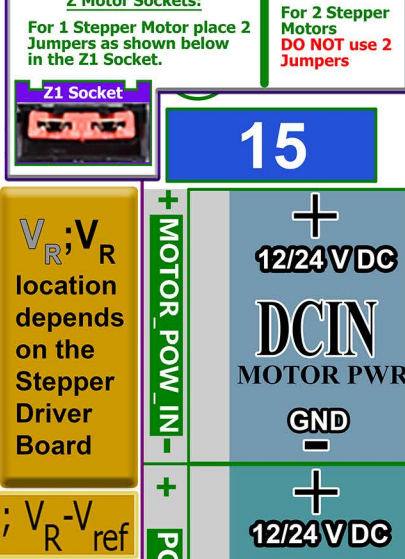 Z Motor Sockets:
For 1 Stepper Motor place 2
Jumpers as shown below
in the Z1 Socket.
For 2 Stepper
Motors
DO NOT use 2
Jumpers
Z1 Socket
15
VR;VR
location
depends
on the
Stepper
Driver
Board
; VR-Vref
+ MOTOR_POW_IN -
+
12/24 V DC
DCIN
MOTOR PWR
GND
-
+ PO
+
12/24 V DC